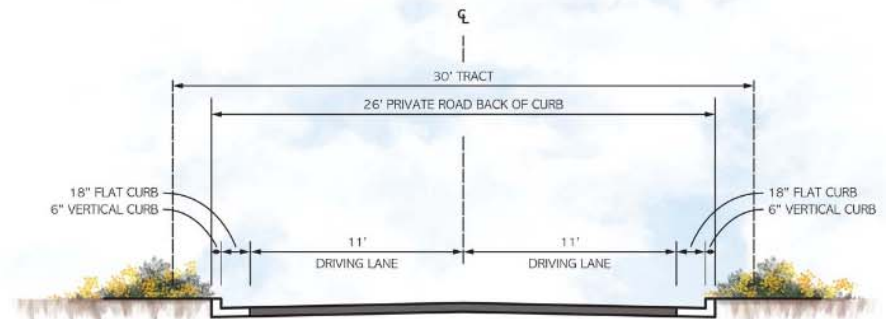 ℄
30' TRACT
26' PRIVATE ROAD BACK OF CURB
18" FLAT CURB
6" VERTICAL CURB
18" FLAT CURB
6" VERTICAL CURB
11'
DRIVING LANE
11'
DRIVING LANE